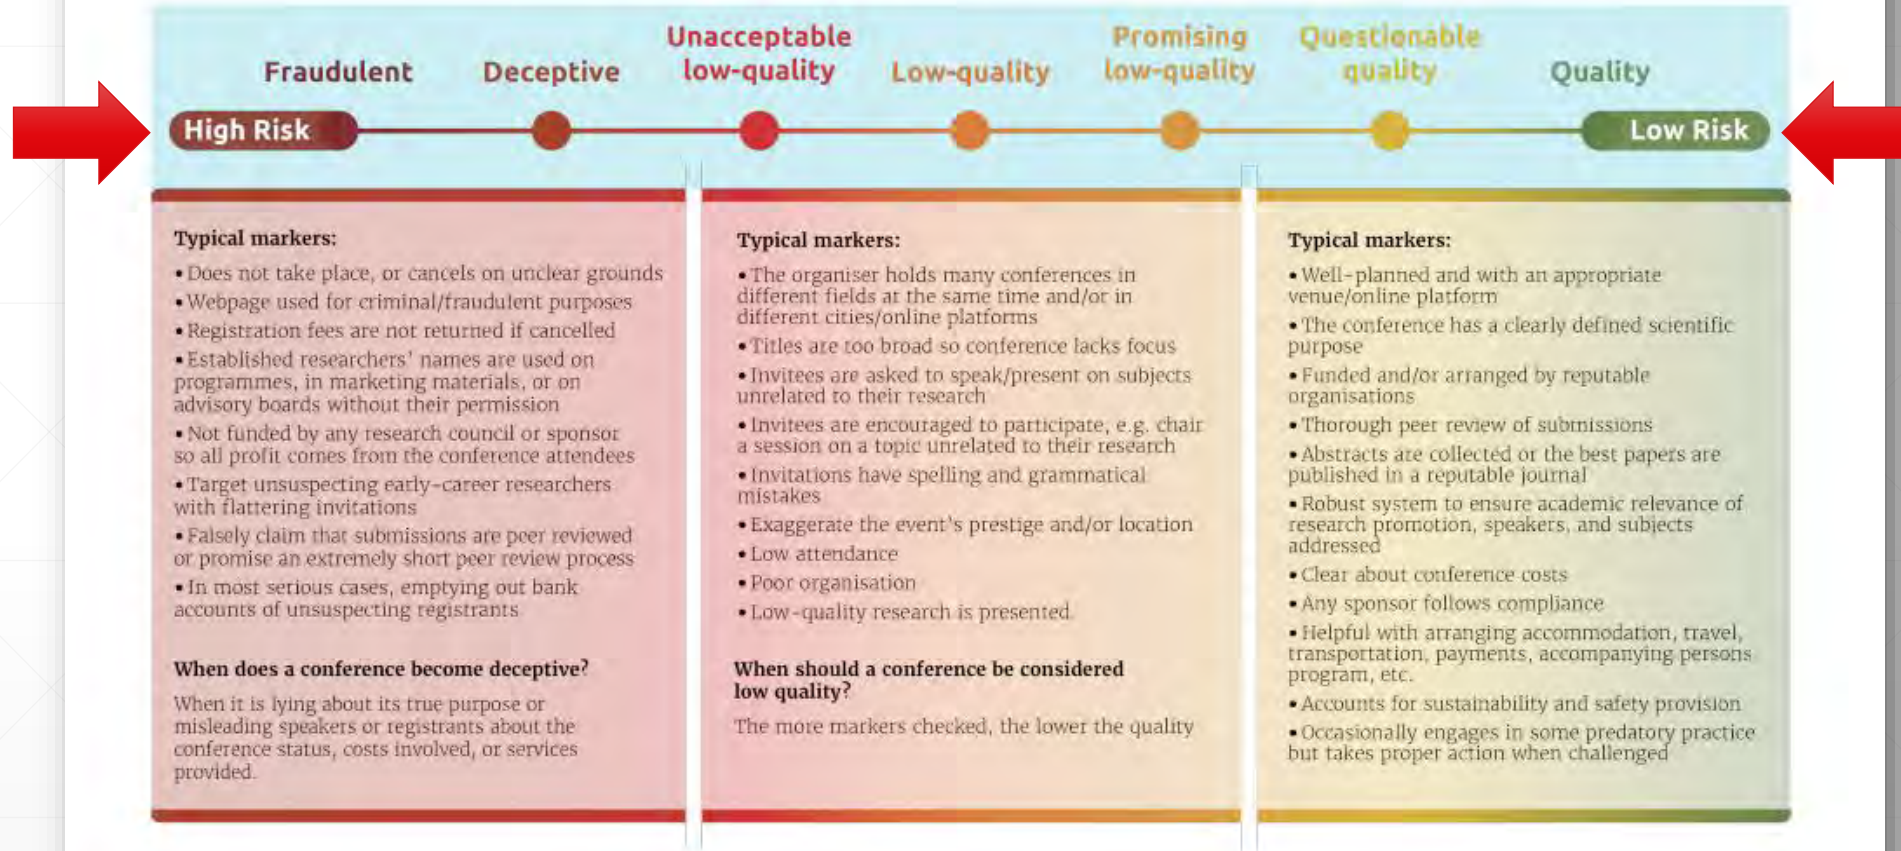 Fraudulent
Deceptive
Unacceptable
low-quality
Low-quality
Promising
low-quality
Questionable
quality
Quality
High Risk
Low Risk
Typical markers:
• Does not take place, or cancels on unclear grounds
• Webpage used for criminal/fraudulent purposes
• Registration fees are not returned if cancelled
• Established researchers' names are used on
programmes, in marketing materials, or on
advisory boards without their permission
• Not funded by any research council or sponsor
so all profit comes from the conference attendees
• Target unsuspecting early-career researchers
with flattering invitations
• Falsely claim that submissions are peer reviewed
or promise an extremely short peer review process
• In most serious cases, emptying out bank
accounts of unsuspecting registrants
When does a conference become deceptive?
When it is lying about its true purpose or
misleading speakers or registrants about the
conference status, costs involved, or services
provided.
Typical markers:
• The organiser holds many conferences in
different fields at the same time and/or in
different cities/online platforms
• Titles are too broad so conference lacks focus
• Invitees are asked to speak/present on subjects
unrelated to their research
• Invitees are encouraged to participate, e.g. chair
a session on a topic unrelated to their research
• Invitations have spelling and grammatical
mistakes
• Exaggerate the event's prestige and/or location
• Low attendance
• Poor organisation
• Low-quality research is presented
When should a conference be considered
low quality?
The more markers checked, the lower the quality
Typical markers:
• Well-planned and with an appropriate
venue/online platform
• The conference has a clearly defined scientific
purpose
• Funded and/or arranged by reputable
organisations
• Thorough peer review of submissions
• Abstracts are collected or the best papers are
published in a reputable journal
• Robust system to ensure academic relevance of
research promotion, speakers, and subjects
addressed
• Clear about conference costs
• Any sponsor follows compliance
• Helpful with arranging accommodation, travel,
transportation, payments, accompanying persons
program, etc.
• Accounts for sustainability and safety provision
• Occasionally engages in some predatory practice
but takes proper action when challenged